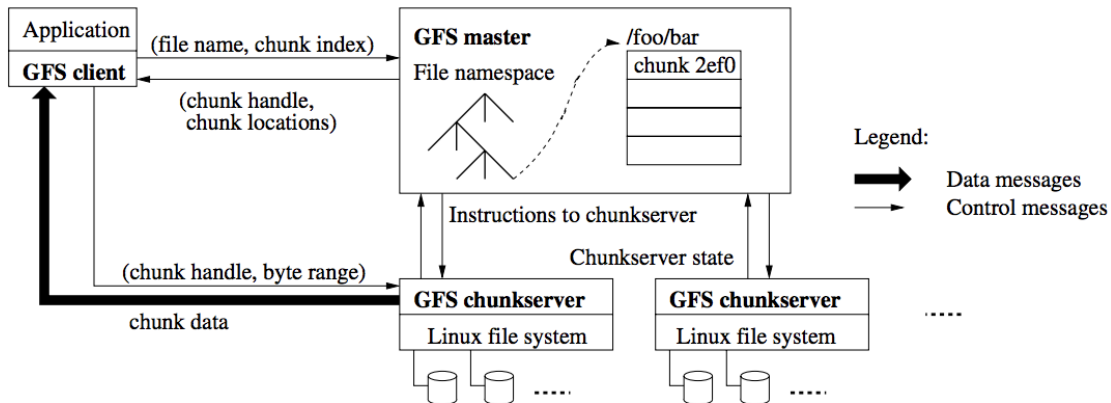 Application
GFS client
(file name, chunk index)
(chunk handle,
chunk locations)
GFS master
File namespace
/foo/bar
chunk 2ef0
Legend:
Data messages
Control messages
Instructions to chunkserver
Chunkserver state
(chunk handle, byte range)
chunk data
GFS chunkserver
Linux file system
GFS chunkserver
Linux file system